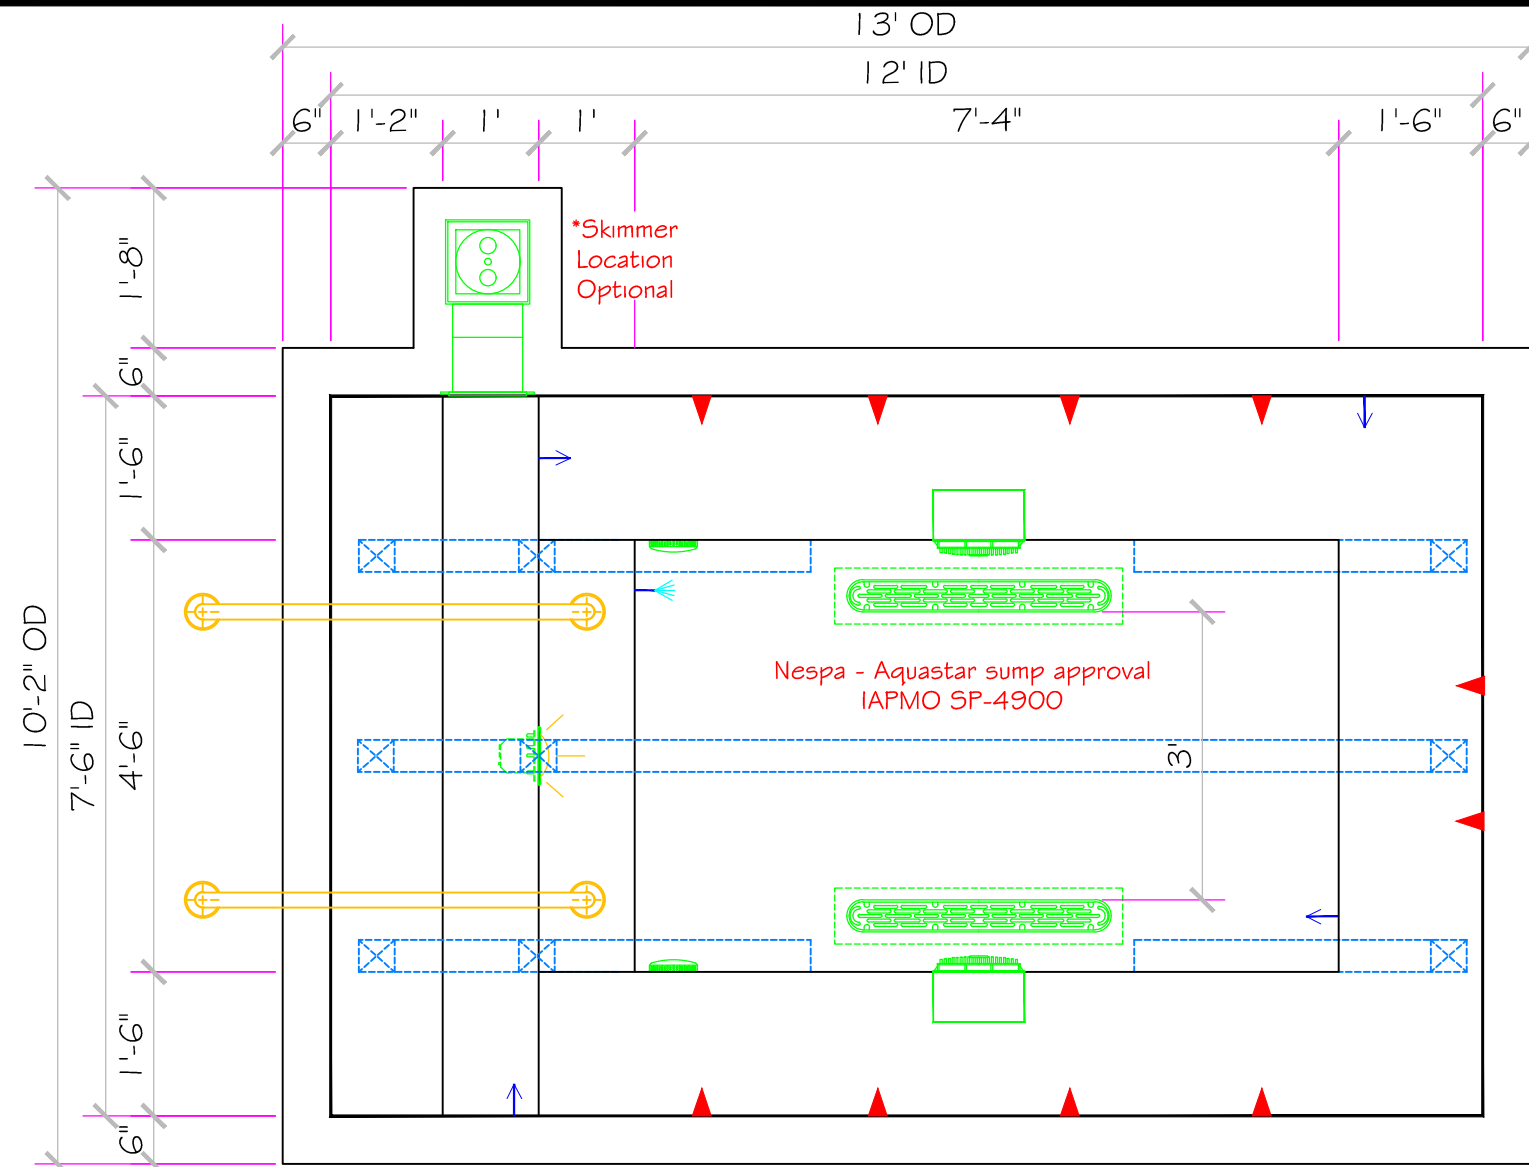 13' OD
12' ID
6" 1'-2" 1' 1' 7'-4" 1'-6" 6"
*Skimmer
Location
Optional
1'-8"
6"
1'-6"
10'-2" OD
7'-6" ID
4'-6"
1'-6"
6"
Nespa - Aquastar sump approval
IAPMO SP-4900
3'